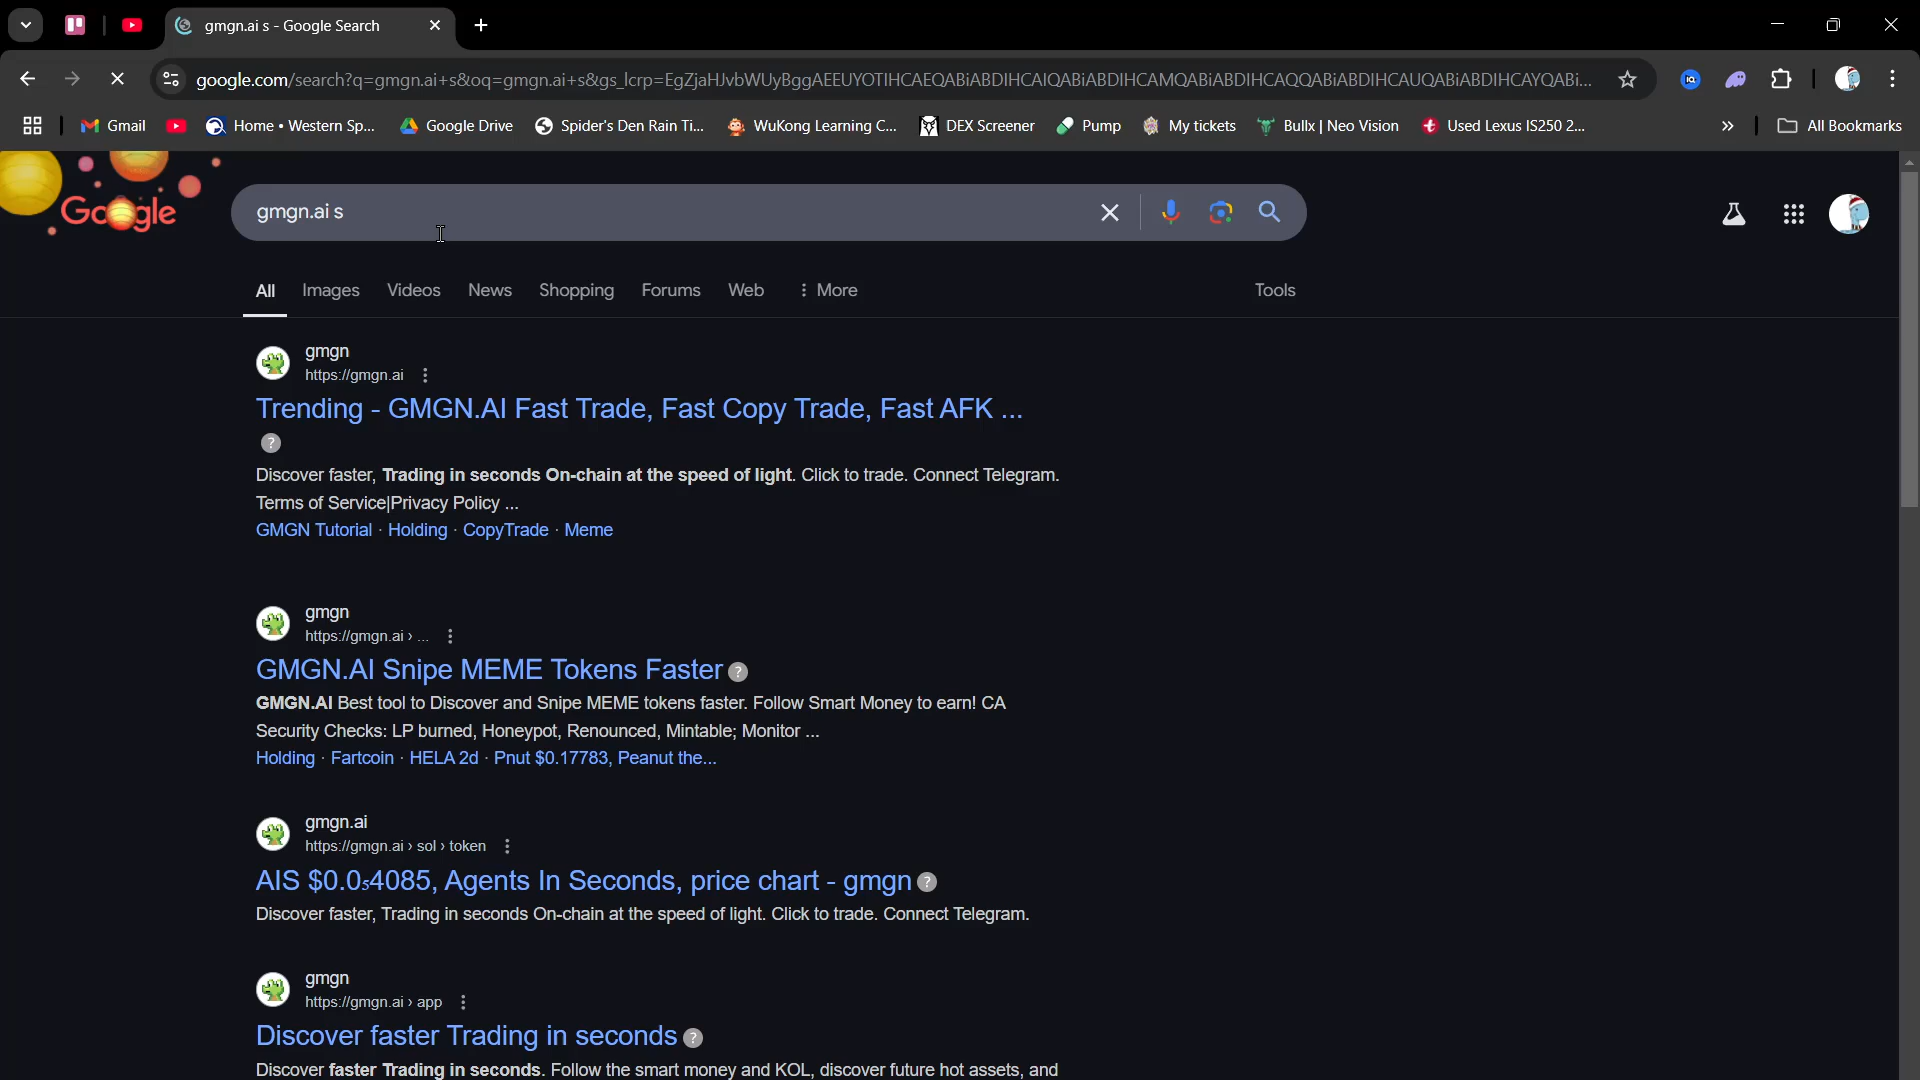 gmgn.ai s - Google Search
google.com/search?q=gmgn.ai+s&oq=gmgn.ai+s&gs_lcrp=EgZjaHJvbWUyBggAEEUYOTIHCAEQABiABDIHCAIQABiABDIHCAMQABiABDIHCAQQABiABDIHCAUQABiABDIHCAYQABi...
Gmail Home • Western Sp... Google Drive Spider's Den Rain Ti... WuKong Learning C... DEX Screener Pump My tickets Bullx | Neo Vision Used Lexus IS250 2... » All Bookmarks
Google
gmgn.ai s
All Images Videos News Shopping Forums Web More Tools
gmgn
https://gmgn.ai
Trending - GMGN.AI Fast Trade, Fast Copy Trade, Fast AFK ...
Discover faster, Trading in seconds On-chain at the speed of light. Click to trade. Connect Telegram.
Terms of Service|Privacy Policy ...
GMGN Tutorial · Holding · CopyTrade · Meme
gmgn
https://gmgn.ai › ...
GMGN.AI Snipe MEME Tokens Faster
GMGN.AI Best tool to Discover and Snipe MEME tokens faster. Follow Smart Money to earn! CA
Security Checks: LP burned, Honeypot, Renounced, Mintable; Monitor ...
Holding · Fartcoin · HELA 2d · Pnut $0.17783, Peanut the...
gmgn.ai
https://gmgn.ai › sol › token
AIS $0.0₅4085, Agents In Seconds, price chart - gmgn
Discover faster, Trading in seconds On-chain at the speed of light. Click to trade. Connect Telegram.
gmgn
https://gmgn.ai › app
Discover faster Trading in seconds
Discover faster Trading in seconds. Follow the smart money and KOL, discover future hot assets, and